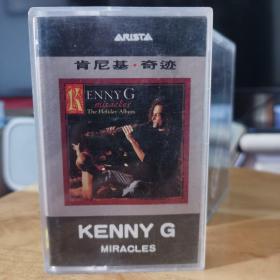 ARISTA
肯尼基·奇迹
KENNY G
miracles
The Holiday Album
KENNY G
MIRACLES